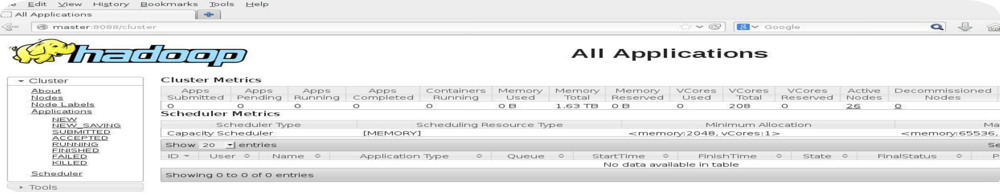 Edit View History Bookmarks Tools Help
All Applications
master:8088/cluster Google
hadoop
All Applications
Cluster
About
Nodes
Node Labels
Applications
NEW
NEW_SAVING
SUBMITTED
ACCEPTED
RUNNING
FINISHED
FAILED
KILLED
Scheduler
Tools
Cluster Metrics
Apps Submitted Apps Pending Apps Running Apps Completed Containers Running Memory Used Memory Total Memory Reserved VCores Used VCores Total VCores Reserved Active Nodes Decommissioned Nodes
0 0 0 0 0 0 B 1.63 TB 0 B 0 208 0 26 0
Scheduler Metrics
Scheduler Type Scheduling Resource Type Minimum Allocation Ma
Capacity Scheduler [MEMORY] <memory:2048, vCores:1> <memory:65536,
Show 20 entries Se
ID User Name Application Type Queue StartTime FinishTime State FinalStatus P
No data available in table
Showing 0 to 0 of 0 entries